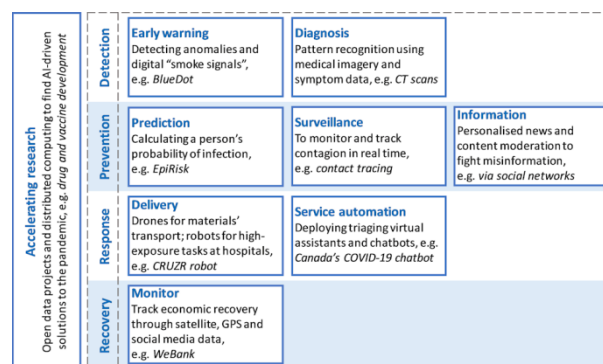 Accelerating research
Open data projects and distributed computing to find AI-driven
solutions to the pandemic, e.g. drug and vaccine development
Detection
Early warning
Detecting anomalies and
digital “smoke signals”,
e.g. BlueDot
Diagnosis
Pattern recognition using
medical imagery and
symptom data, e.g. CT scans
Prevention
Prediction
Calculating a person’s
probability of infection,
e.g. EpiRisk
Surveillance
To monitor and track
contagion in real time,
e.g. contact tracing
Information
Personalised news and
content moderation to
fight misinformation,
e.g. via social networks
Response
Delivery
Drones for materials’
transport; robots for high-
exposure tasks at hospitals,
e.g. CRUZR robot
Service automation
Deploying triaging virtual
assistants and chatbots, e.g.
Canada’s COVID-19 chatbot
Recovery
Monitor
Track economic recovery
through satellite, GPS and
social media data,
e.g. WeBank